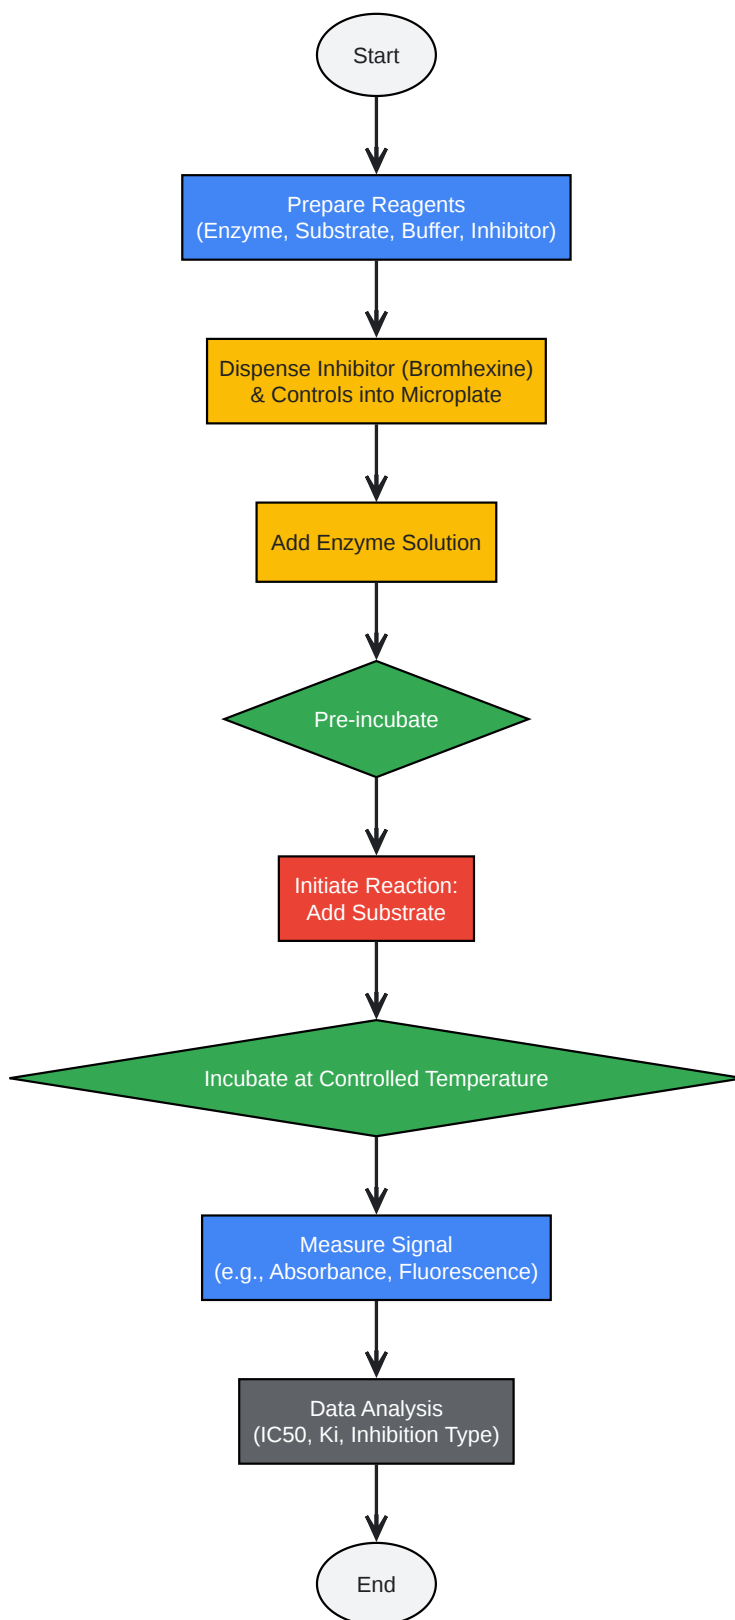 Start
Prepare Reagents
(Enzyme, Substrate, Buffer, Inhibitor)
Dispense Inhibitor (Bromhexine)
& Controls into Microplate
Add Enzyme Solution
Pre-incubate
Initiate Reaction:
Add Substrate
Incubate at Controlled Temperature
Measure Signal
(e.g., Absorbance, Fluorescence)
Data Analysis
(IC50, Ki, Inhibition Type)
End